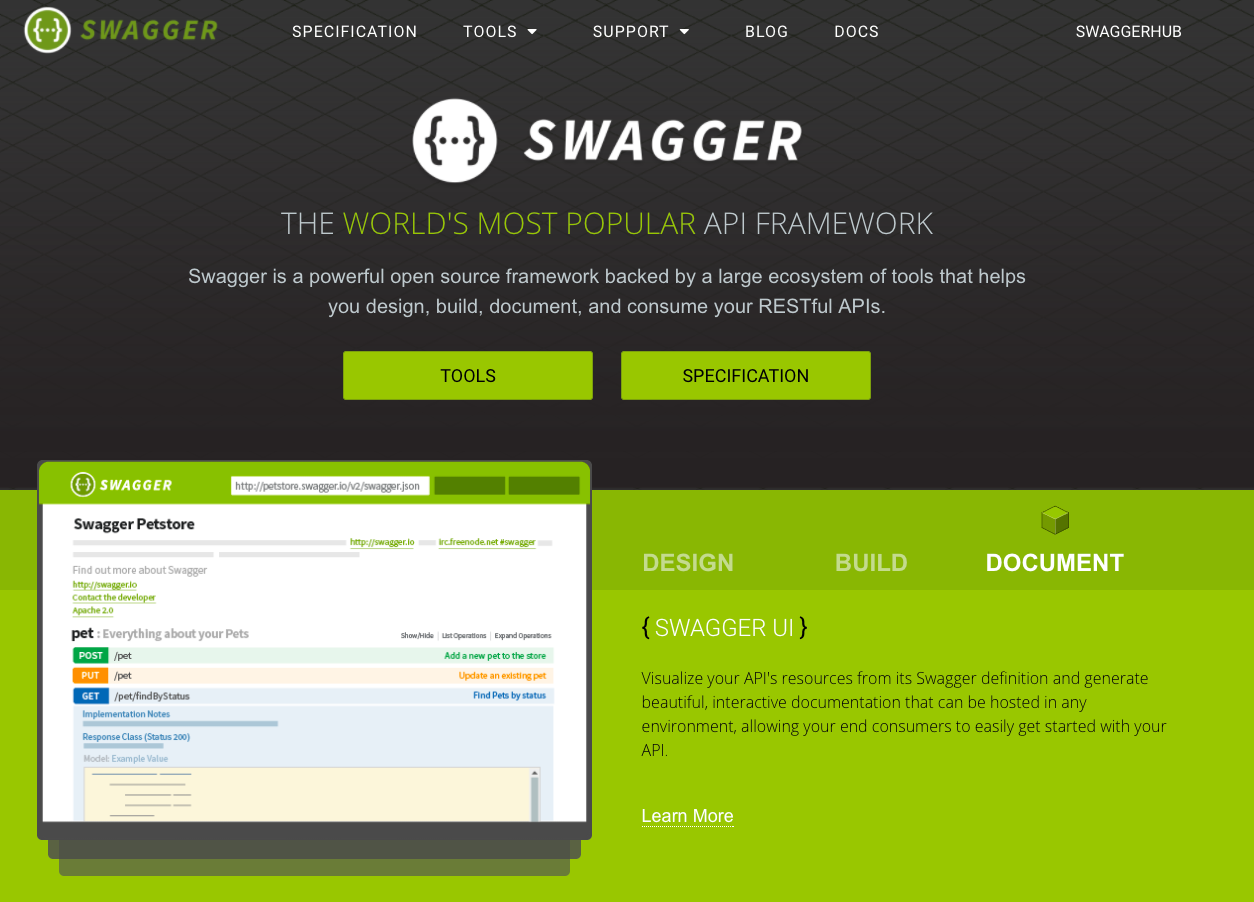 {...} SWAGGER
SPECIFICATION
TOOLS
SUPPORT
BLOG
DOCS
SWAGGERHUB
{...} SWAGGER
THE WORLD'S MOST POPULAR API FRAMEWORK
Swagger is a powerful open source framework backed by a large ecosystem of tools that helps
you design, build, document, and consume your RESTful APIs.
TOOLS
SPECIFICATION
{...} SWAGGER
http://petstore.swagger.io/v2/swagger.json
Swagger Petstore
http://swagger.io
irc.freenode.net #swagger
Find out more about Swagger
http://swagger.io
Contact the developer
Apache 2.0
pet : Everything about your Pets
Show/Hide | List Operations | Expand Operations
POST /pet Add a new pet to the store
PUT /pet Update an existing pet
GET /pet/findByStatus Find Pets by status
Implementation Notes
Response Class (Status 200)
Model: Example Value
DESIGN
BUILD
DOCUMENT
{ SWAGGER UI }
Visualize your API's resources from its Swagger definition and generate
beautiful, interactive documentation that can be hosted in any
environment, allowing your end consumers to easily get started with your
API.
Learn More